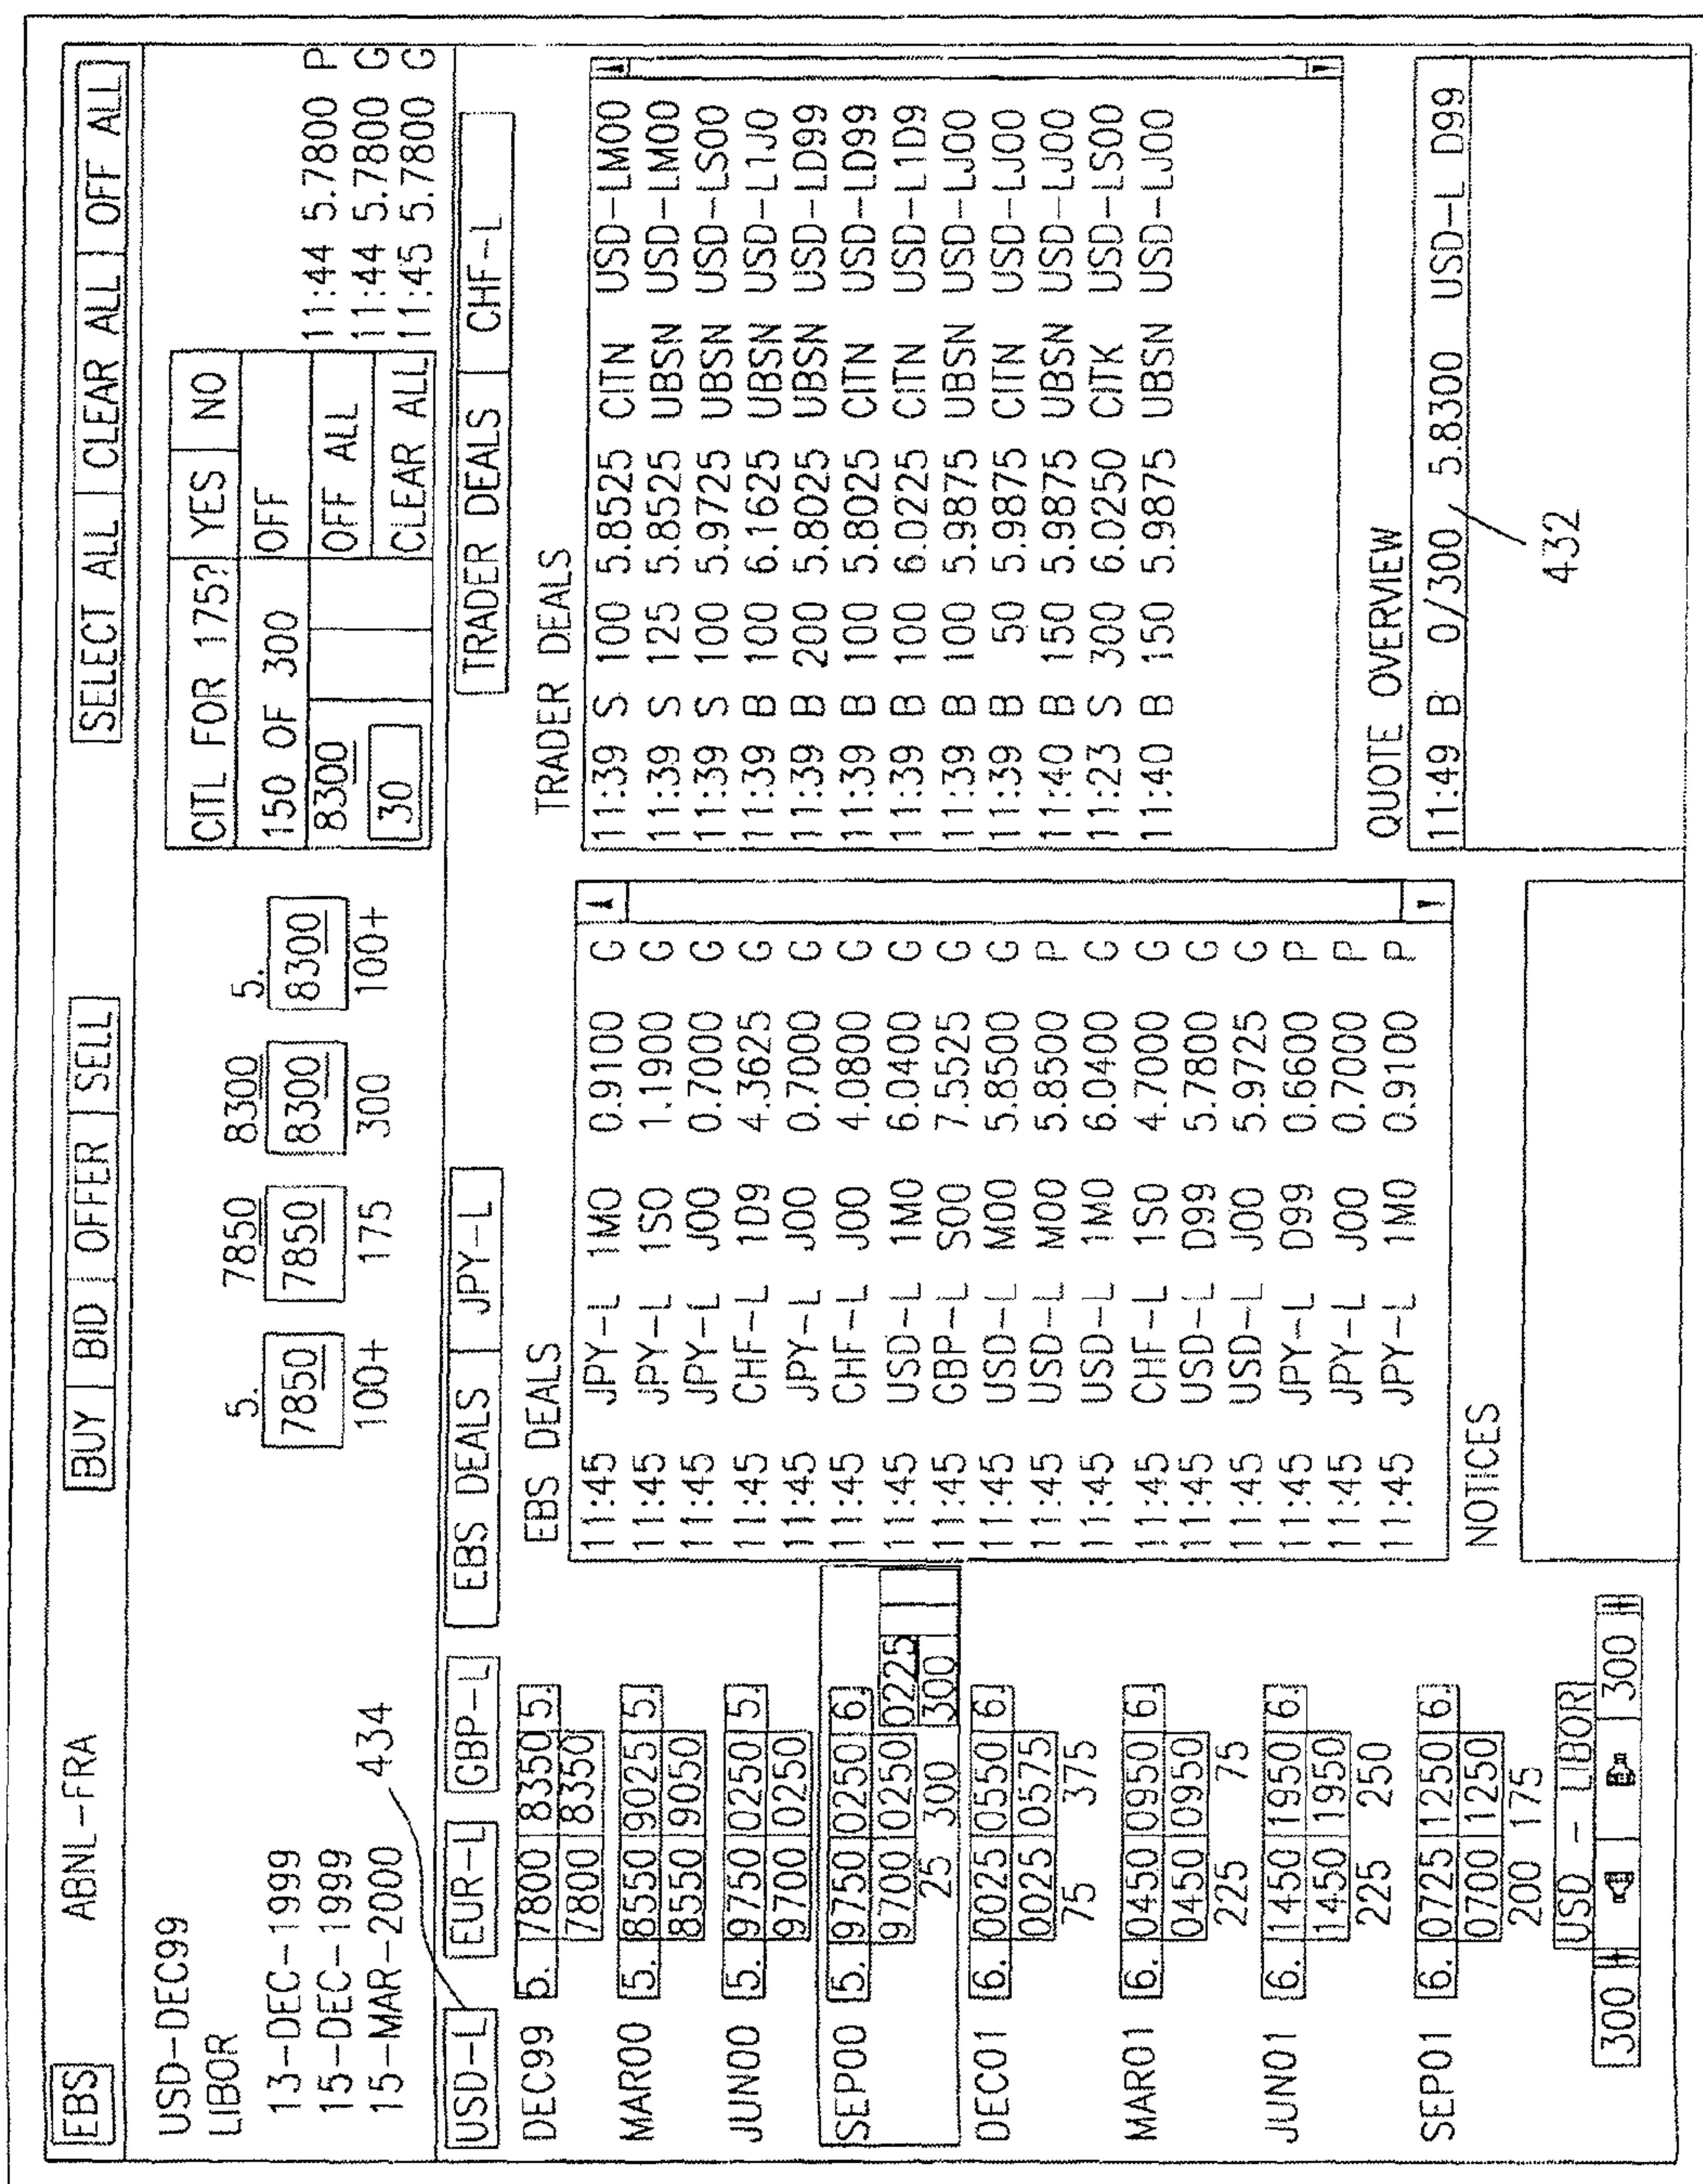 EBS ABNL-FRA BUY BID OFFER SELL SELECT ALL CLEAR ALL OFF ALL
USD-DEC99
LIBOR
13-DEC-1999
15-DEC-1999
15-MAR-2000
434
5. 7850 8300 5.
7850 7850 8300 8300
100+ 175 300 100+
CITL FOR 175? YES NO
150 OF 300 OFF
8300 OFF ALL
30 CLEAR ALL
11:44 5.7800 P
11:44 5.7800 G
11:45 5.7800 G
USD-L EUR-L GBP-L EBS DEALS JPY-L TRADER DEALS CHF-L
DEC99 5. 7800 8350 5.
7800 8350
MAR00 5. 8550 9025 5.
8550 9050
JUN00 5. 9750 0250 5.
9700 0250
SEP00 5. 9750 0250 6.
9700 0250 0225
25 300 300
DEC01 6. 0025 0550 6.
0025 0575
75 375
MAR01 6. 0450 0950 6.
0450 0950
225 75
JUN01 6. 1450 1950 6.
1450 1950
225 250
SEP01 6. 0725 1250 6.
0700 1250
200 175
USD - LIBOR
300 300
EBS DEALS
11:45 JPY-L 1M0 0.9100 G
11:45 JPY-L 1S0 1.1900 G
11:45 JPY-L J00 0.7000 G
11:45 CHF-L 1D9 4.3625 G
11:45 JPY-L J00 0.7000 G
11:45 CHF-L J00 4.0800 G
11:45 USD-L 1M0 6.0400 G
11:45 GBP-L S00 7.5525 G
11:45 USD-L M00 5.8500 G
11:45 USD-L M00 5.8500 P
11:45 USD-L 1M0 6.0400 G
11:45 CHF-L 1S0 4.7000 G
11:45 USD-L D99 5.7800 G
11:45 USD-L J00 5.9725 G
11:45 JPY-L D99 0.6600 P
11:45 JPY-L J00 0.7000 P
11:45 JPY-L 1M0 0.9100 P
NOTICES
TRADER DEALS
11:39 S 100 5.8525 CITN USD-LM00
11:39 S 125 5.8525 UBSN USD-LM00
11:39 S 100 5.9725 UBSN USD-LS00
11:39 B 100 6.1625 UBSN USD-L1J0
11:39 B 200 5.8025 UBSN USD-LD99
11:39 B 100 5.8025 CITN USD-LD99
11:39 B 100 6.0225 CITN USD-L1D9
11:39 B 100 5.9875 UBSN USD-LJ00
11:39 B 50 5.9875 CITN USD-LJ00
11:40 B 150 5.9875 UBSN USD-LJ00
11:23 S 300 6.0250 CITK USD-LS00
11:40 B 150 5.9875 UBSN USD-LJ00
QUOTE OVERVIEW
11:49 B 0/300 5.8300 USD-L D99
432